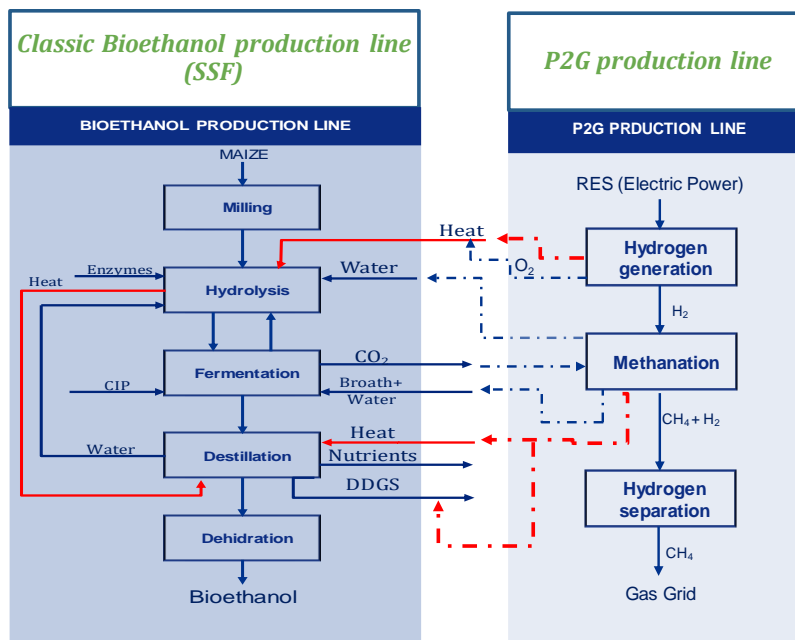 Classic Bioethanol production line
(SSF)
BIOETHANOL PRODUCTION LINE
MAIZE
Milling
Enzymes
Heat
Hydrolysis
Heat
Water
Fermentation
CO2
CIP
Broath+
Water
Destillation
Water
Heat
Nutrients
DDGS
Dehidration
Bioethanol
P2G production line
P2G PRDUCTION LINE
RES (Electric Power)
Hydrogen
generation
O2
H2
Methanation
CH4 + H2
Hydrogen
separation
CH4
Gas Grid